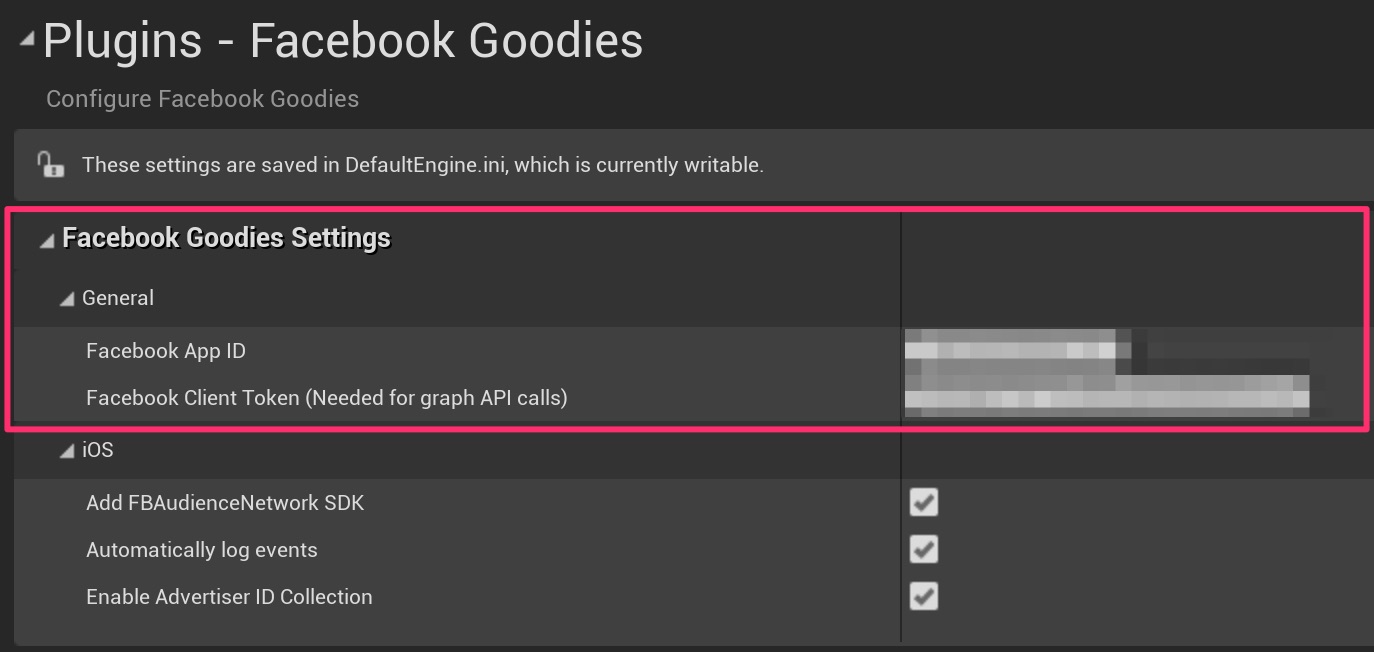 Plugins - Facebook Goodies
Configure Facebook Goodies
These settings are saved in DefaultEngine.ini, which is currently writable.
Facebook Goodies Settings
General
Facebook App ID
Facebook Client Token (Needed for graph API calls)
iOS
Add FBAudienceNetwork SDK
Automatically log events
Enable Advertiser ID Collection